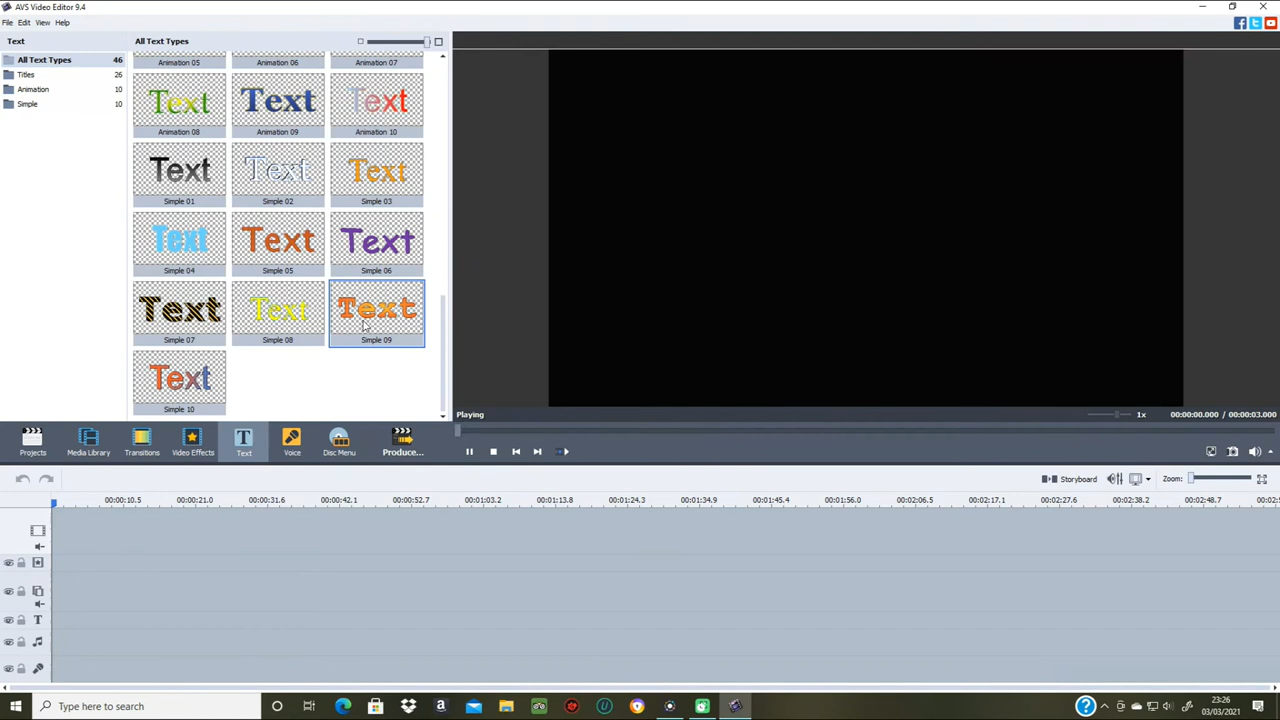 AVS Video Editor 9.4
File Edit View Help
Text
All Text Types 46
Titles 26
Animation 10
Simple 10
All Text Types
Animation 05 Animation 06 Animation 07
Text Text Text
Animation 08 Animation 09 Animation 10
Text Text Text
Simple 01 Simple 02 Simple 03
Text Text Text
Simple 04 Simple 05 Simple 06
Text Text Text
Simple 07 Simple 08 Simple 09
Text
Simple 10
Playing 1x 00:00:00.000 / 00:00:03.000
Projects Media Library Transitions Video Effects Text Voice Disc Menu Produce...
Storyboard Zoom:
00:00:10.5 00:00:21.0 00:00:31.6 00:00:42.1 00:00:52.7 00:01:03.2 00:01:13.8 00:01:24.3 00:01:34.9 00:01:45.4 00:01:56.0 00:02:06.5 00:02:17.1 00:02:27.6 00:02:38.2 00:02:48.7
T
Type here to search
23:26
03/03/2021